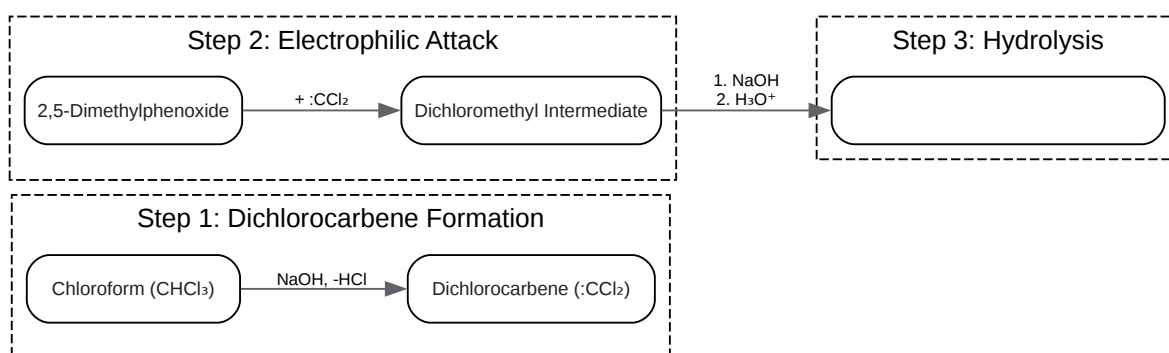 Step 2: Electrophilic Attack
2,5-Dimethylphenoxide
+ :CCl₂
Dichloromethyl Intermediate
1. NaOH
2. H₃O⁺
Step 3: Hydrolysis
Step 1: Dichlorocarbene Formation
Chloroform (CHCl₃)
NaOH, -HCl
Dichlorocarbene (:CCl₂)